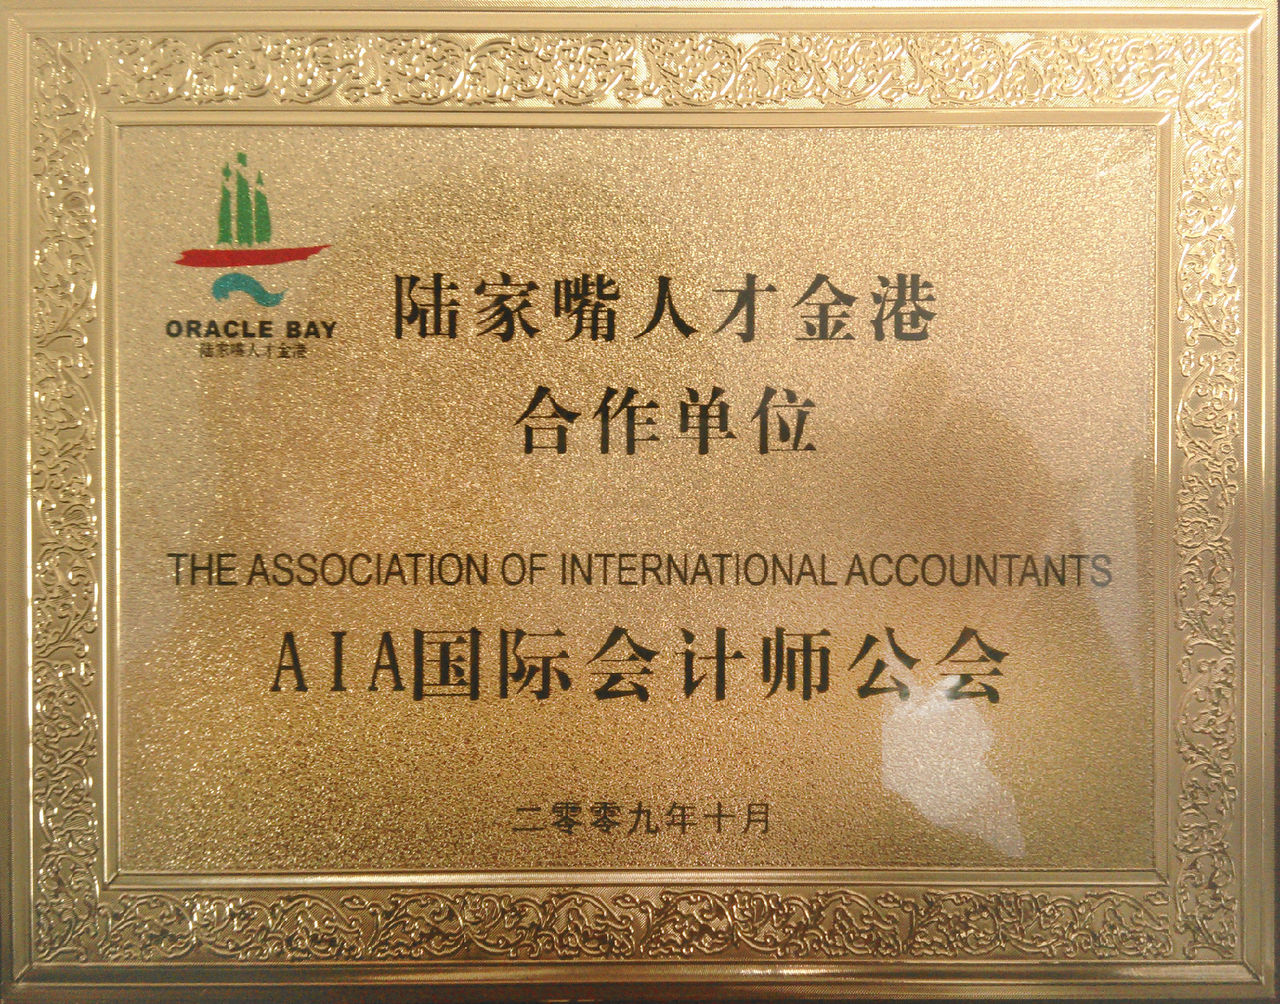 ORACLE BAY
陆家嘴人才金港
陆家嘴人才金港
合作单位
THE ASSOCIATION OF INTERNATIONAL ACCOUNTANTS
AIA国际会计师公会
二零零九年十月